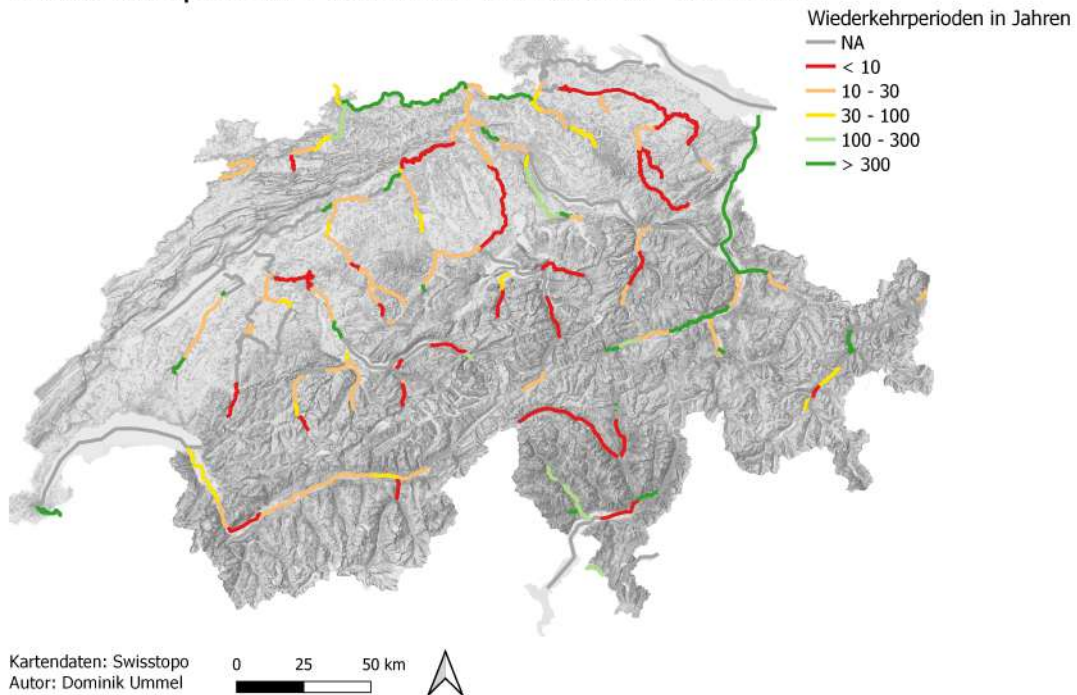 Wiederkehrperioden in Jahren
NA
< 10
10 - 30
30 - 100
100 - 300
> 300
Kartendaten: Swisstopo
Autor: Dominik Ummel
0 25 50 km